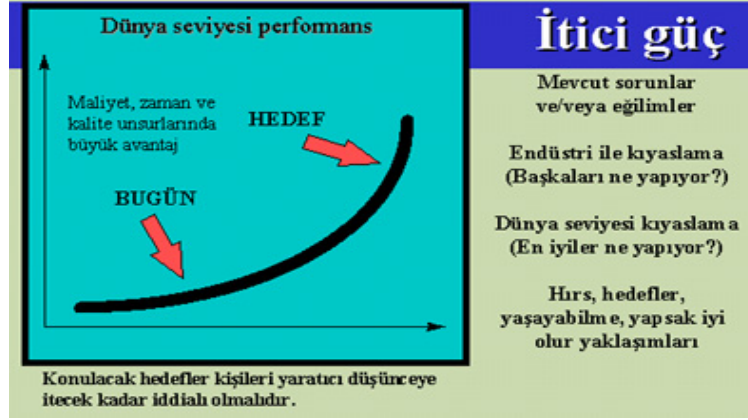 Dünya seviyesi performans
Maliyet, zaman ve
kalite unsurlarında
büyük avantaj
HEDEF
BUGÜN
Konulacak hedefler kişileri yaratıcı düşünceye
itecek kadar iddialı olmalıdır.
İtici güç
Mevcut sorunlar
ve/veya eğilimler
Endüstri ile kıyaslama
(Başkaları ne yapıyor?)
Dünya seviyesi kıyaslama
(En iyiler ne yapıyor?)
Hırs, hedefler,
yaşayabilme, yapsak iyi
olur yaklaşımları